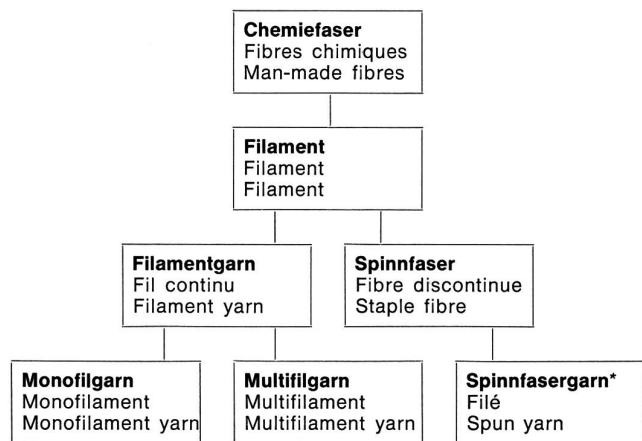 Chemiefaser
Fibres chimiques
Man-made fibres
Filament
Filament
Filament
Filamentgarn
Fil continu
Filament yarn
Spinnfaser
Fibre discontinue
Staple fibre
Monofilgarn
Monofilament
Monofilament yarn
Multifilgarn
Multifilament
Multifilament yarn
Spinnfasergarn*
Filé
Spun yarn